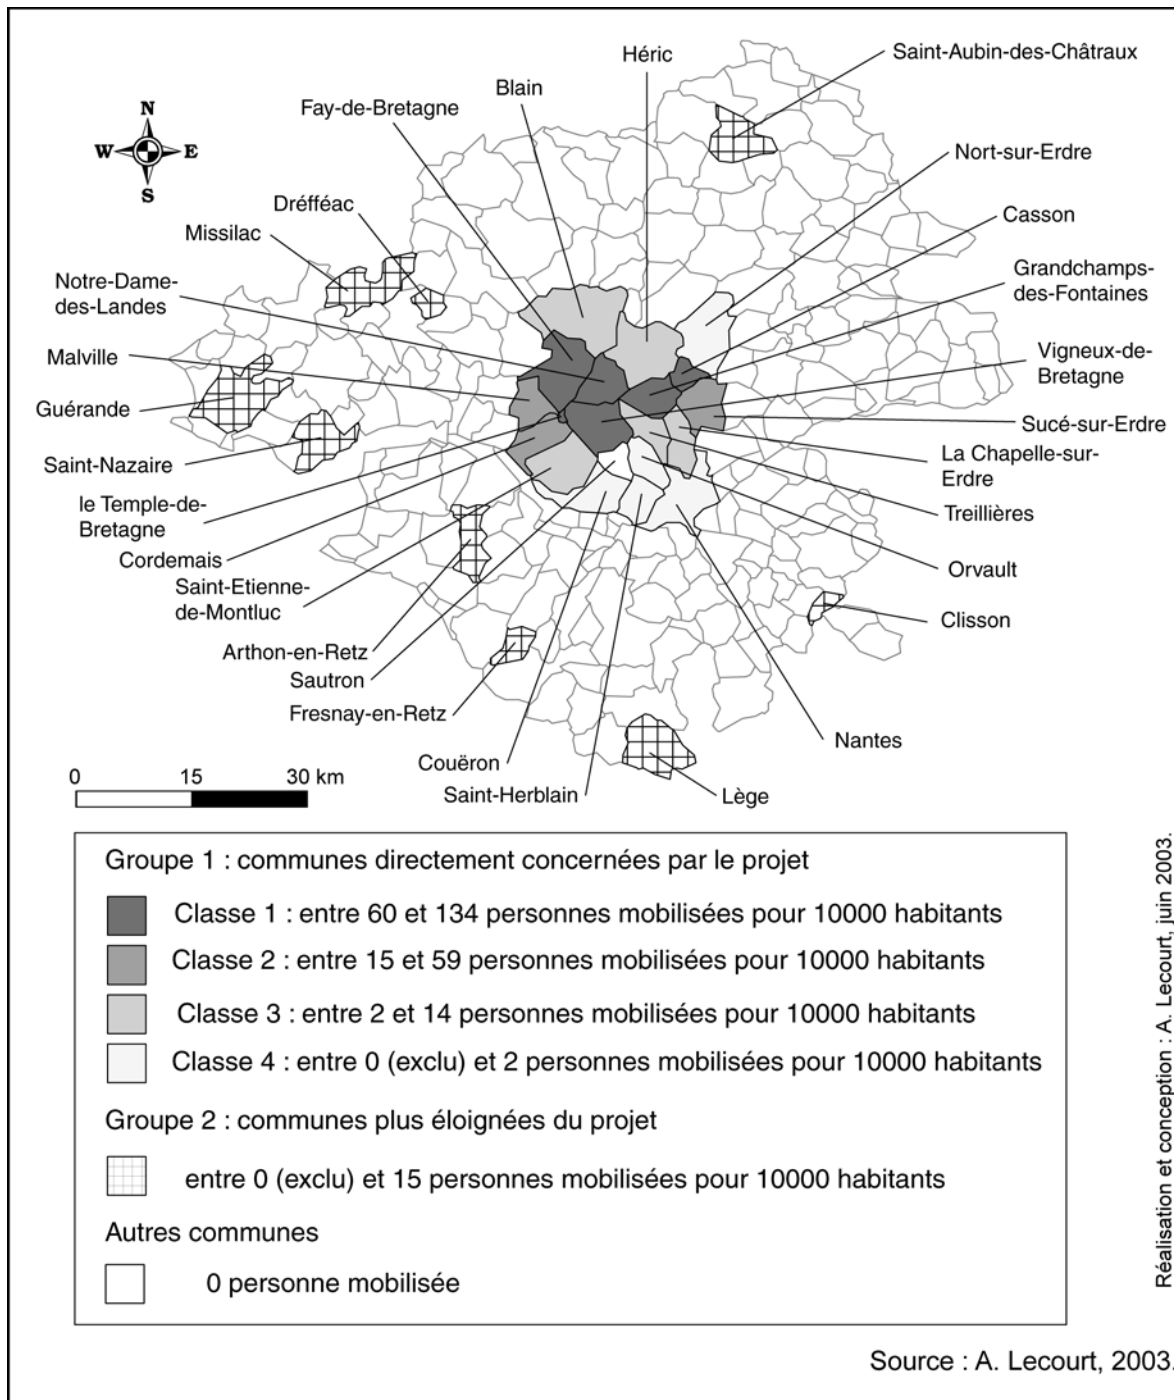 Héric
Saint-Aubin-des-Châtraux
Blain
Fay-de-Bretagne
N
W
E
S
Nort-sur-Erdre
Dréfféac
Casson
Missilac
Grandchamps-
des-Fontaines
Notre-Dame-
des-Landes
Vigneux-de-
Bretagne
Malville
Guérande
Sucé-sur-Erdre
La Chapelle-sur-
Erdre
Saint-Nazaire
le Temple-de-
Bretagne
Treillières
Cordemais
Orvault
Saint-Etienne-
de-Montluc
Clisson
Arthon-en-Retz
Sautron
Fresnay-en-Retz
Nantes
Couëron
Saint-Herblain
Lège
0 15 30 km
Groupe 1 : communes directement concernées par le projet
Classe 1 : entre 60 et 134 personnes mobilisées pour 10000 habitants
Classe 2 : entre 15 et 59 personnes mobilisées pour 10000 habitants
Classe 3 : entre 2 et 14 personnes mobilisées pour 10000 habitants
Classe 4 : entre 0 (exclu) et 2 personnes mobilisées pour 10000 habitants
Groupe 2 : communes plus éloignées du projet
entre 0 (exclu) et 15 personnes mobilisées pour 10000 habitants
Autres communes
0 personne mobilisée
Réalisation et conception : A. Lecourt, juin 2003.
Source : A. Lecourt, 2003.